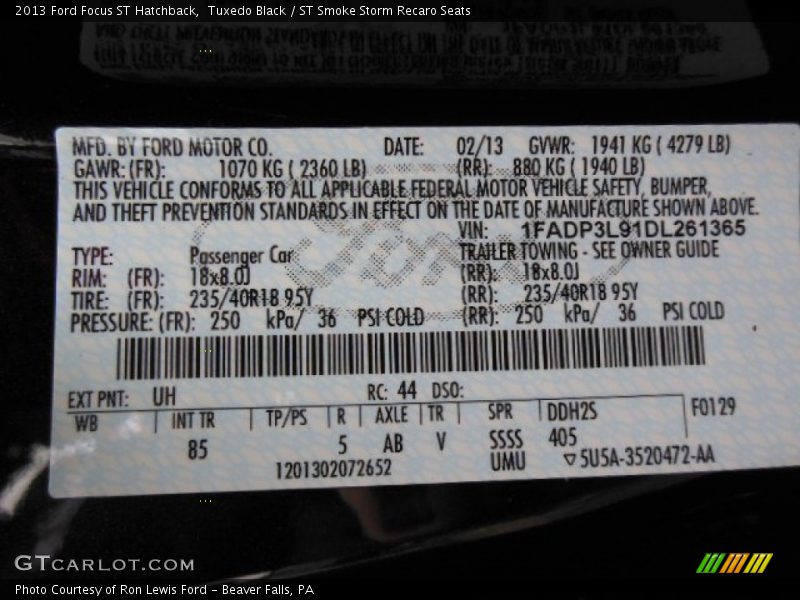 2013 Ford Focus ST Hatchback, Tuxedo Black / ST Smoke Storm Recaro Seats
MFD. BY FORD MOTOR CO. DATE: 02/13 GVWR: 1941 KG ( 4279 LB)
GAWR: (FR): 1070 KG ( 2360 LB) (RR): 880 KG ( 1940 LB)
THIS VEHICLE CONFORMS TO ALL APPLICABLE FEDERAL MOTOR VEHICLE SAFETY, BUMPER,
AND THEFT PREVENTION STANDARDS IN EFFECT ON THE DATE OF MANUFACTURE SHOWN ABOVE.
VIN: 1FADP3L91DL261365
TYPE: Passenger Car TRAILER TOWING - SEE OWNER GUIDE
RIM: (FR): 18x8.0J (RR): 18x8.0J
TIRE: (FR): 235/40R18 95Y (RR): 235/40R18 95Y
PRESSURE: (FR): 250 kPa/ 36 PSI COLD (RR): 250 kPa/ 36 PSI COLD
EXT PNT: UH RC: 44 DSO:
WB INT TR TP/PS R AXLE TR SPR DDH2S F0129
85 5 AB V SSSS 405
1201302072652 UMU ▽5U5A-3520472-AA
GTCARLOT.COM
Photo Courtesy of Ron Lewis Ford - Beaver Falls, PA